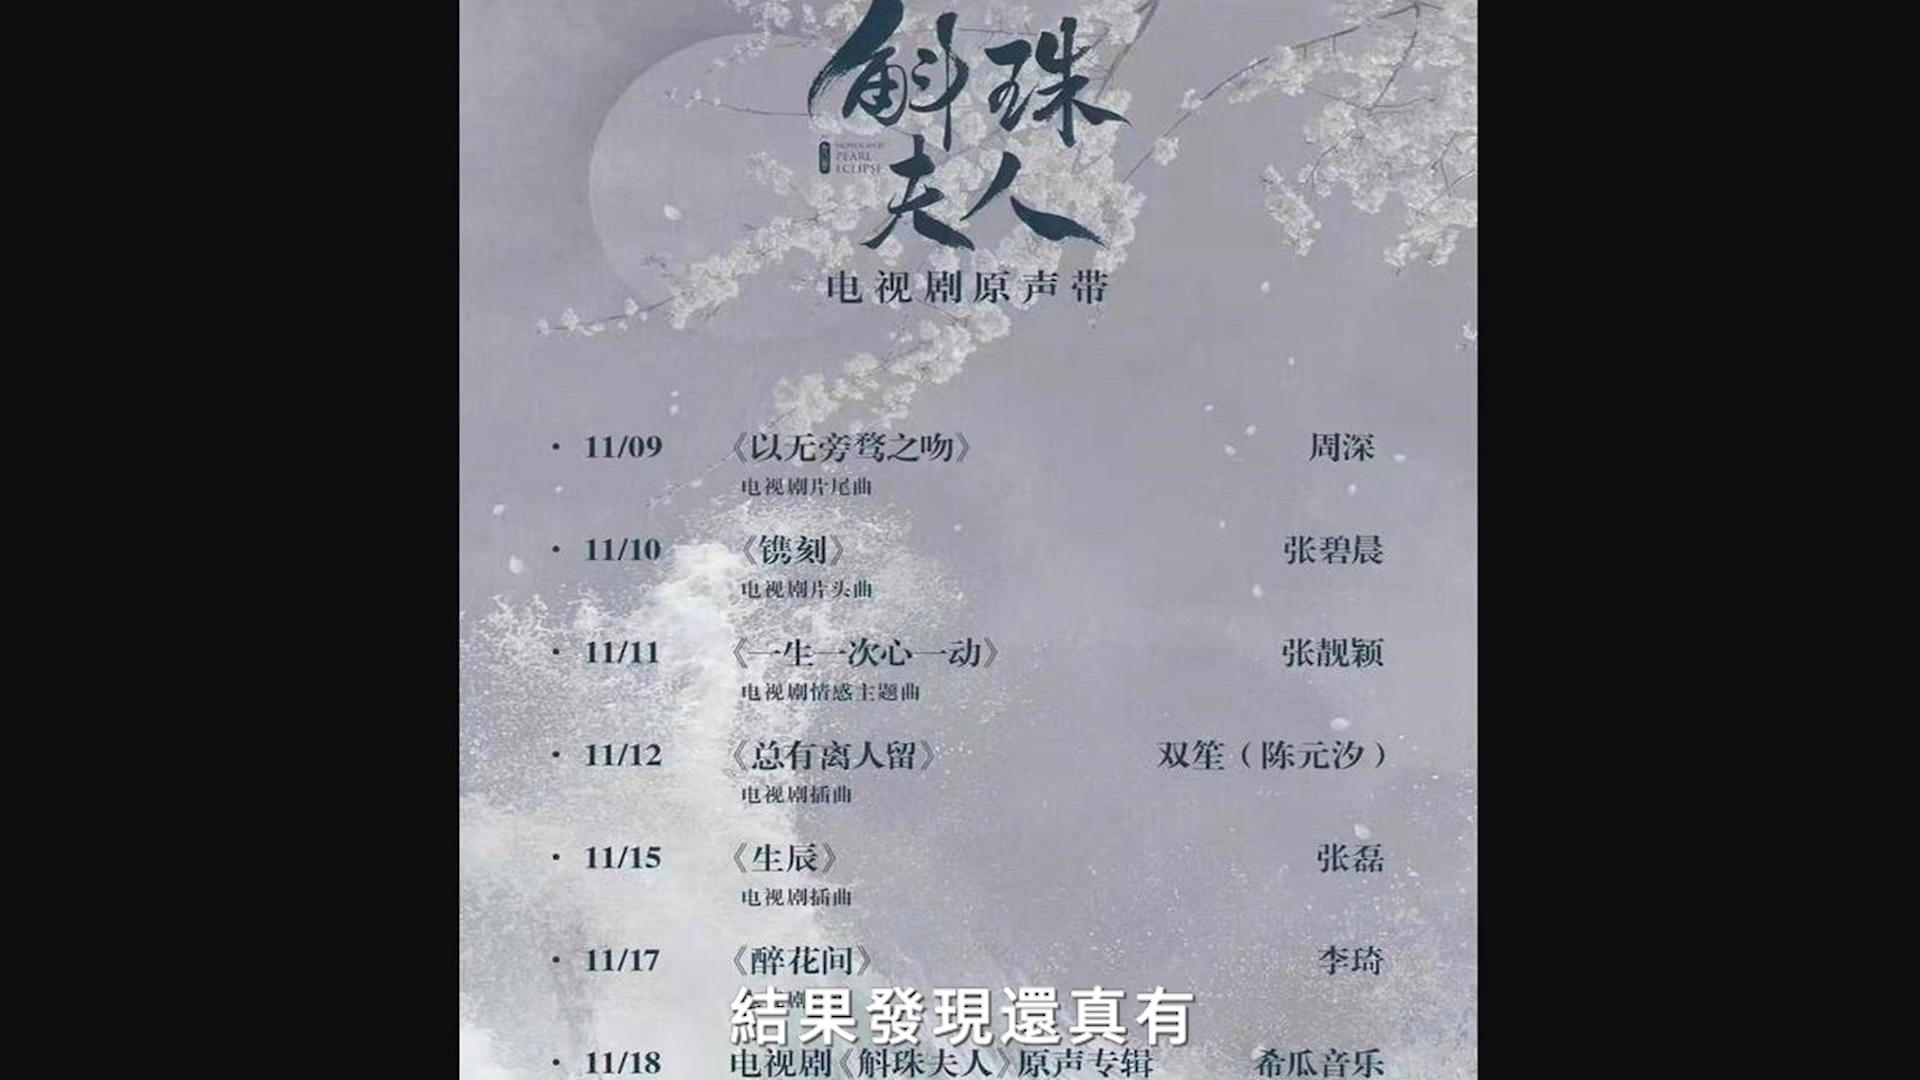 斛珠
夫人
PEARL
ECLIPSE
电视剧原声带
· 11/09 《以无旁骛之吻》 周深
电视剧片尾曲
· 11/10 《镌刻》 张碧晨
电视剧片头曲
· 11/11 《一生一次心一动》 张靓颖
电视剧情感主题曲
· 11/12 《总有离人留》 双笙（陈元汐）
电视剧插曲
· 11/15 《生辰》 张磊
电视剧插曲
· 11/17 《醉花间》 李琦
結果發現還真有
· 11/18 电视剧《斛珠夫人》原声专辑 希瓜音乐